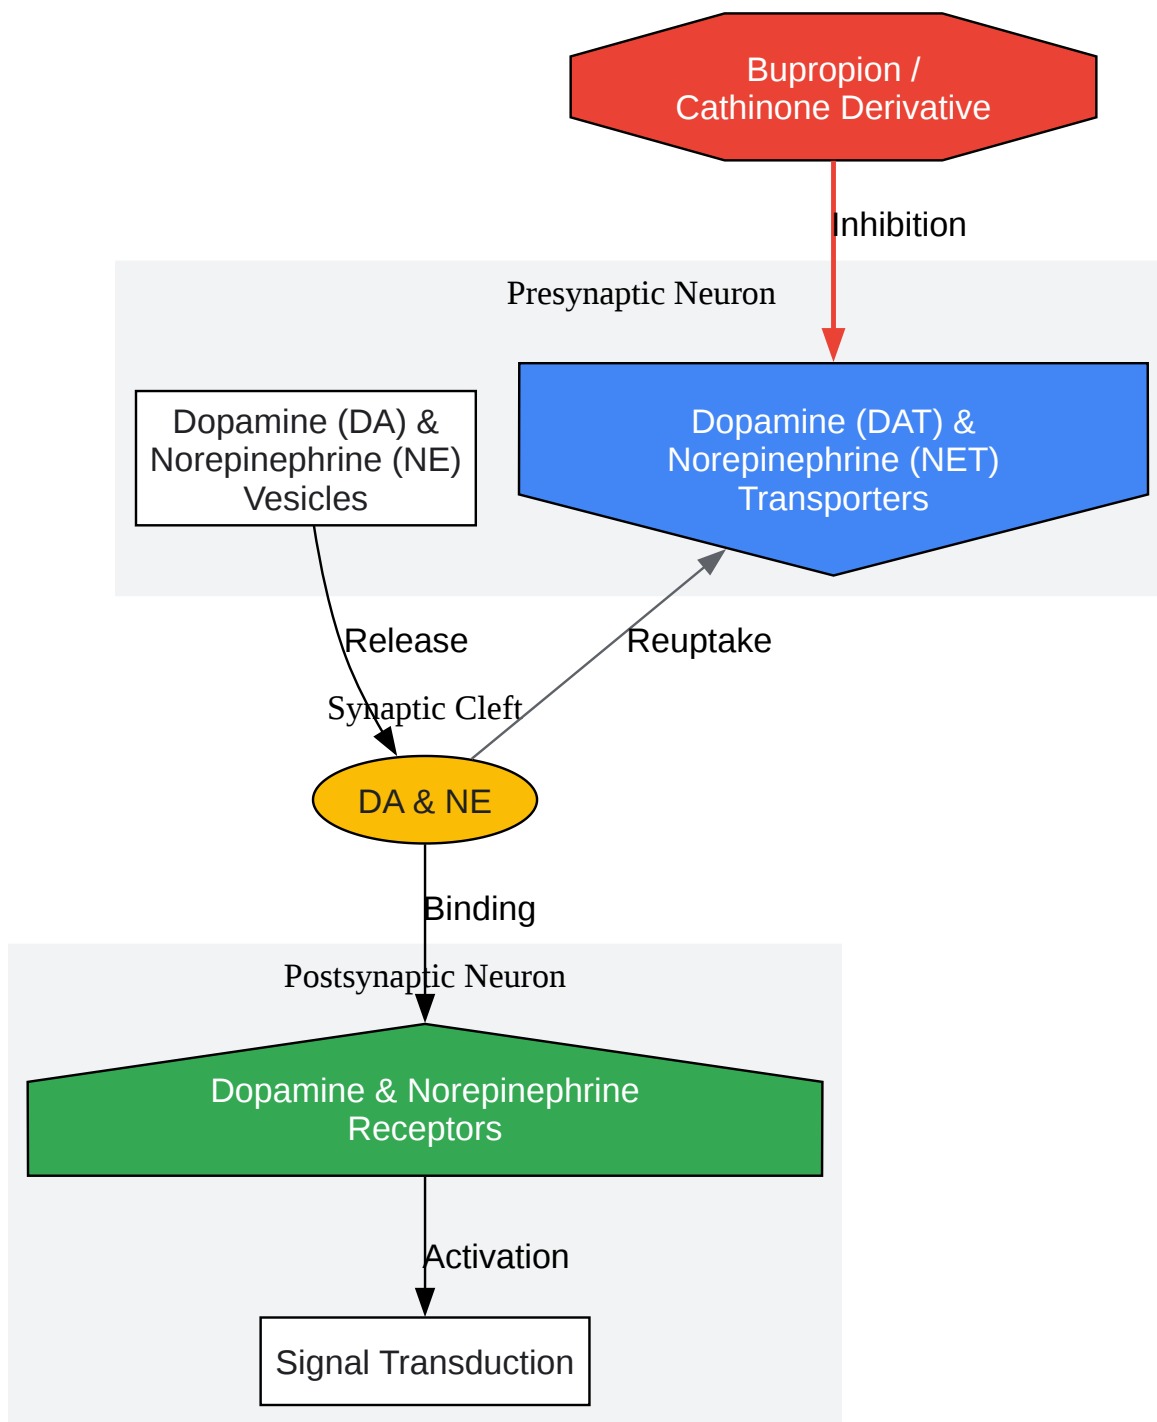 Bupropion /
Cathinone Derivative
Inhibition
Presynaptic Neuron
Dopamine (DA) &
Norepinephrine (NE)
Vesicles
Dopamine (DAT) &
Norepinephrine (NET)
Transporters
Release
Reuptake
Synaptic Cleft
DA & NE
Binding
Postsynaptic Neuron
Dopamine & Norepinephrine
Receptors
Activation
Signal Transduction